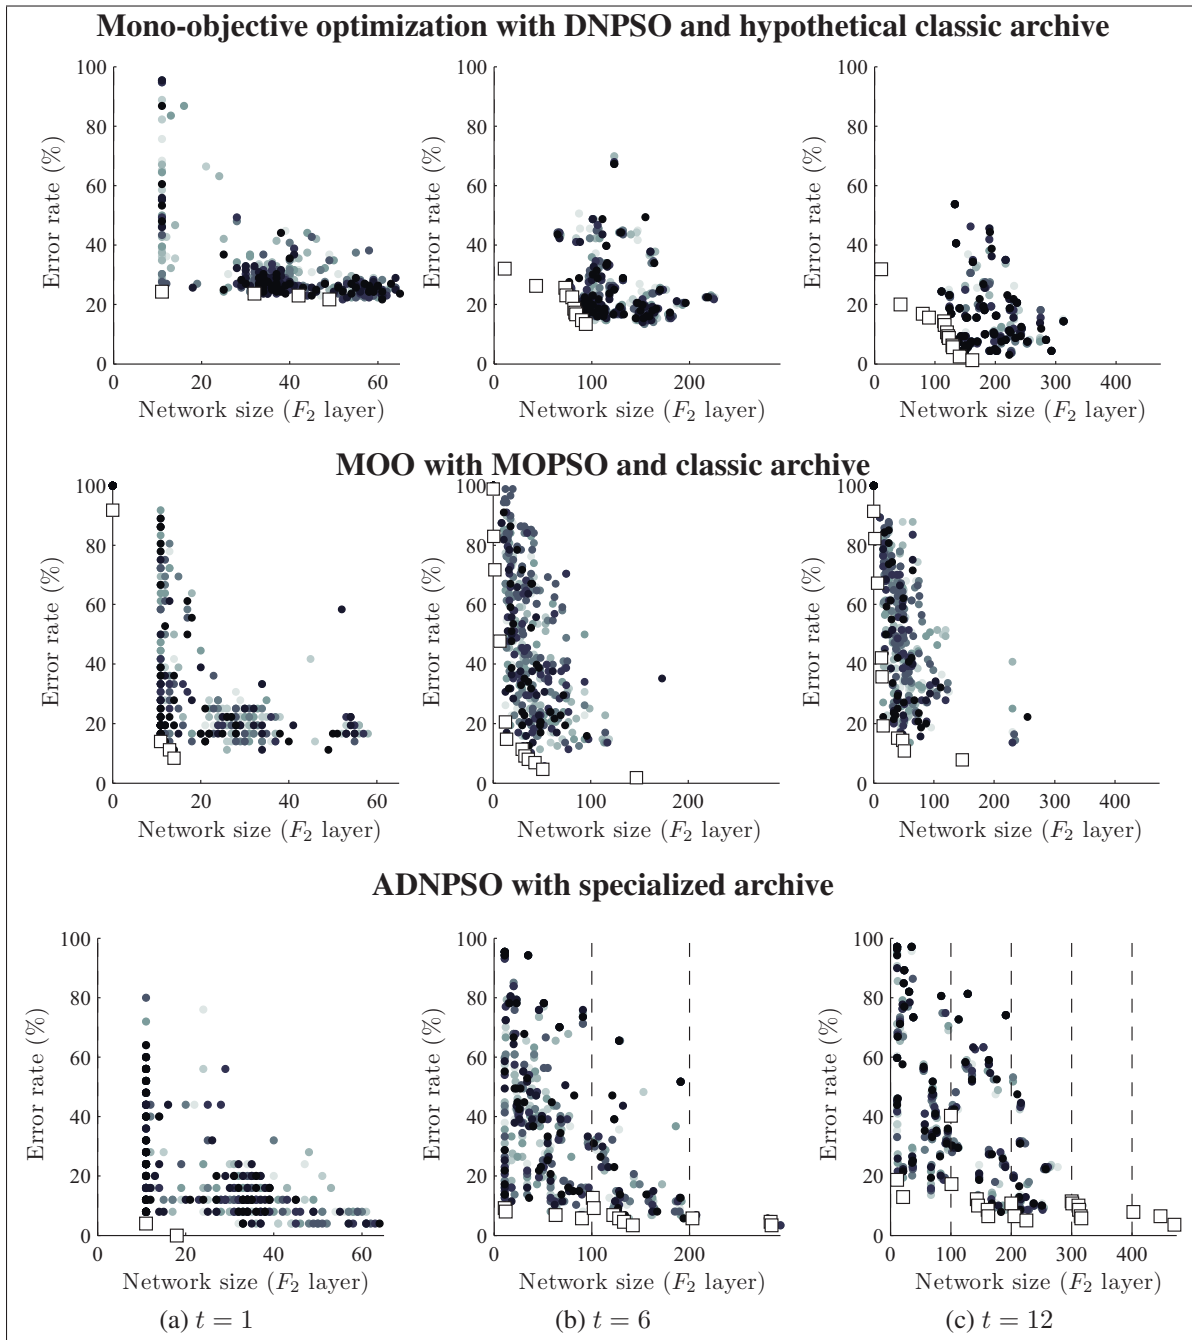 Mono-objective optimization with DNPSO and hypothetical classic archive
100
80
60
40
20
0
Error rate (%)
0 20 40 60
Network size (F₂ layer)
100
80
60
40
20
0
Error rate (%)
0 100 200
Network size (F₂ layer)
100
80
60
40
20
0
Error rate (%)
0 100 200 300 400
Network size (F₂ layer)
MOO with MOPSO and classic archive
100
80
60
40
20
0
Error rate (%)
0 20 40 60
Network size (F₂ layer)
100
80
60
40
20
0
Error rate (%)
0 100 200
Network size (F₂ layer)
100
80
60
40
20
0
Error rate (%)
0 100 200 300 400
Network size (F₂ layer)
ADNPSO with specialized archive
100
80
60
40
20
0
Error rate (%)
0 20 40 60
Network size (F₂ layer)
(a) t = 1
100
80
60
40
20
0
Error rate (%)
0 100 200
Network size (F₂ layer)
(b) t = 6
100
80
60
40
20
0
Error rate (%)
0 100 200 300 400
Network size (F₂ layer)
(c) t = 12